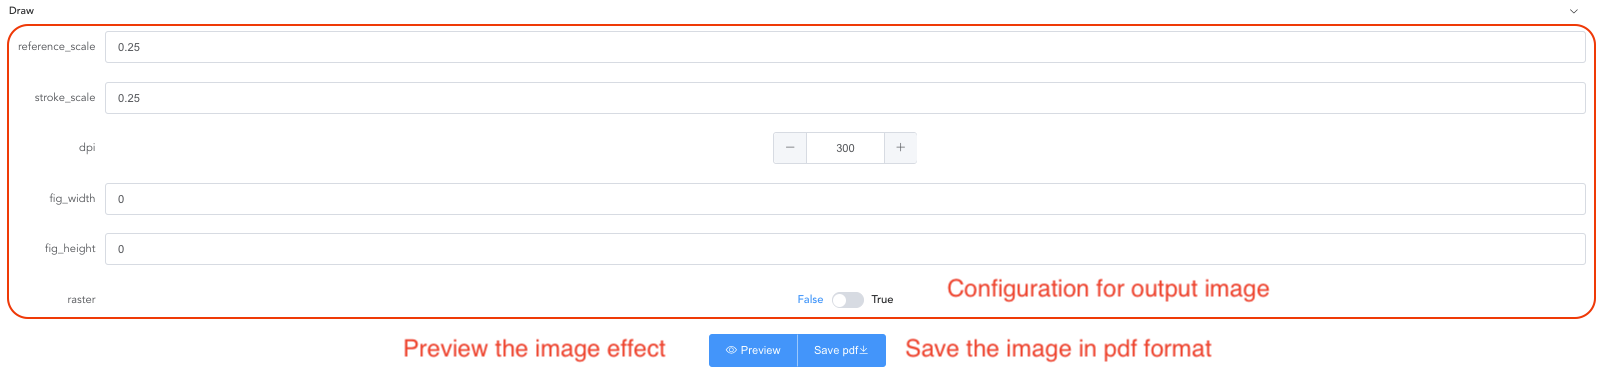 Draw
reference_scale 0.25
stroke_scale 0.25
dpi 300
fig_width 0
fig_height 0
raster False True Configuration for output image
Preview the image effect Preview Save pdf Save the image in pdf format